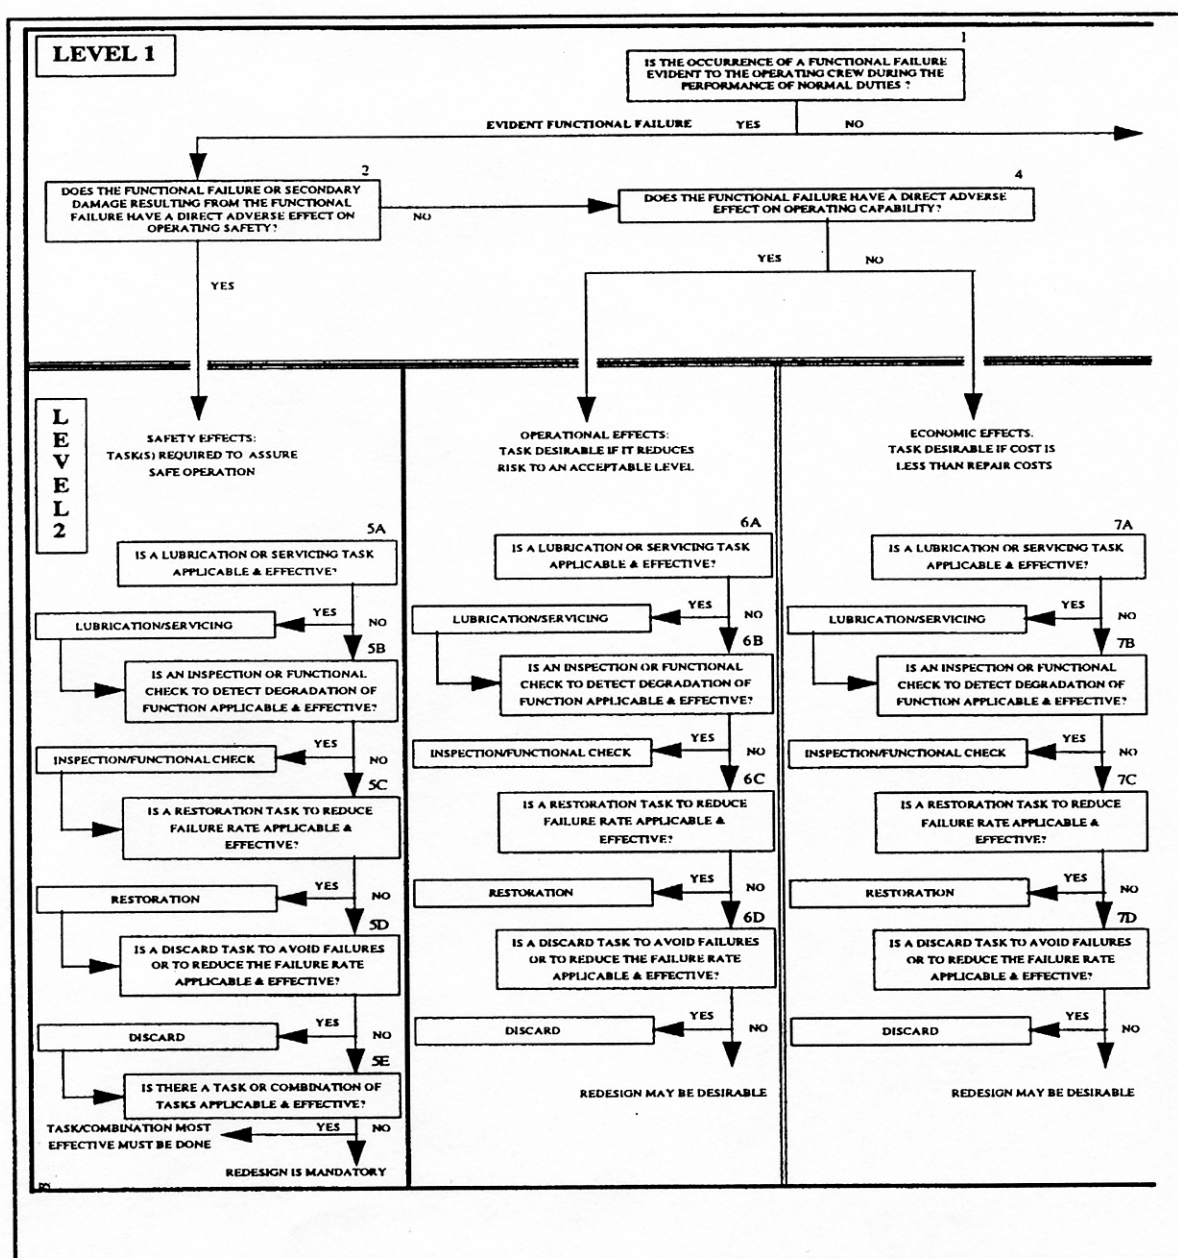 LEVEL 1
1
IS THE OCCURRENCE OF A FUNCTIONAL FAILURE
EVIDENT TO THE OPERATING CREW DURING THE
PERFORMANCE OF NORMAL DUTIES ?
EVIDENT FUNCTIONAL FAILURE YES NO
2
DOES THE FUNCTIONAL FAILURE OR SECONDARY
DAMAGE RESULTING FROM THE FUNCTIONAL
FAILURE HAVE A DIRECT ADVERSE EFFECT ON
OPERATING SAFETY?
NO
4
DOES THE FUNCTIONAL FAILURE HAVE A DIRECT ADVERSE
EFFECT ON OPERATING CAPABILITY?
YES NO
YES
LEVEL 2
SAFETY EFFECTS:
TASK(S) REQUIRED TO ASSURE
SAFE OPERATION
5A
IS A LUBRICATION OR SERVICING TASK
APPLICABLE & EFFECTIVE?
YES NO
LUBRICATION/SERVICING
5B
IS AN INSPECTION OR FUNCTIONAL
CHECK TO DETECT DEGRADATION OF
FUNCTION APPLICABLE & EFFECTIVE?
YES NO
INSPECTION/FUNCTIONAL CHECK
5C
IS A RESTORATION TASK TO REDUCE
FAILURE RATE APPLICABLE &
EFFECTIVE?
YES NO
RESTORATION
5D
IS A DISCARD TASK TO AVOID FAILURES
OR TO REDUCE THE FAILURE RATE
APPLICABLE & EFFECTIVE?
YES NO
DISCARD
5E
IS THERE A TASK OR COMBINATION OF
TASKS APPLICABLE & EFFECTIVE?
YES NO
TASK/COMBINATION MOST
EFFECTIVE MUST BE DONE
REDESIGN IS MANDATORY
OPERATIONAL EFFECTS:
TASK DESIRABLE IF IT REDUCES
RISK TO AN ACCEPTABLE LEVEL
6A
IS A LUBRICATION OR SERVICING TASK
APPLICABLE & EFFECTIVE?
YES NO
LUBRICATION/SERVICING
6B
IS AN INSPECTION OR FUNCTIONAL
CHECK TO DETECT DEGRADATION OF
FUNCTION APPLICABLE & EFFECTIVE?
YES NO
INSPECTION/FUNCTIONAL CHECK
6C
IS A RESTORATION TASK TO REDUCE
FAILURE RATE APPLICABLE &
EFFECTIVE?
YES NO
RESTORATION
6D
IS A DISCARD TASK TO AVOID FAILURES
OR TO REDUCE THE FAILURE RATE
APPLICABLE & EFFECTIVE?
YES NO
DISCARD
REDESIGN MAY BE DESIRABLE
ECONOMIC EFFECTS.
TASK DESIRABLE IF COST IS
LESS THAN REPAIR COSTS
7A
IS A LUBRICATION OR SERVICING TASK
APPLICABLE & EFFECTIVE?
YES NO
LUBRICATION/SERVICING
7B
IS AN INSPECTION OR FUNCTIONAL
CHECK TO DETECT DEGRADATION OF
FUNCTION APPLICABLE & EFFECTIVE?
YES NO
INSPECTION/FUNCTIONAL CHECK
7C
IS A RESTORATION TASK TO REDUCE
FAILURE RATE APPLICABLE &
EFFECTIVE?
YES NO
RESTORATION
7D
IS A DISCARD TASK TO AVOID FAILURES
OR TO REDUCE THE FAILURE RATE
APPLICABLE & EFFECTIVE?
YES NO
DISCARD
REDESIGN MAY BE DESIRABLE